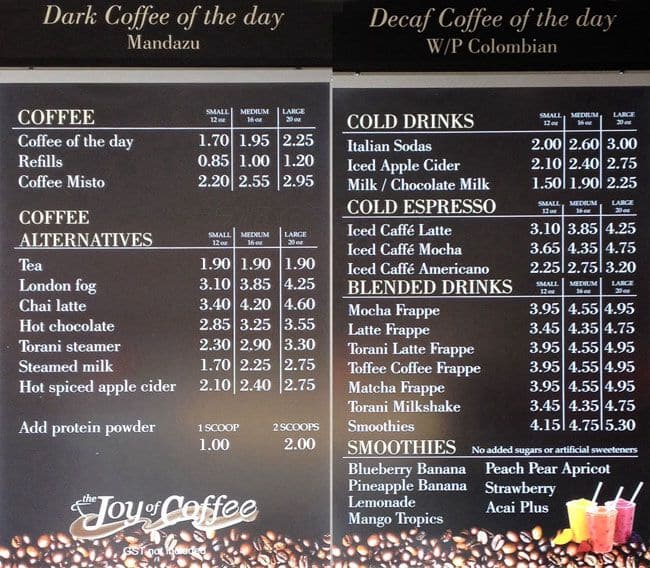 Dark Coffee of the day
Mandazu
COFFEE SMALL 12 oz MEDIUM 16 oz LARGE 20 oz
Coffee of the day 1.70 1.95 2.25
Refills 0.85 1.00 1.20
Coffee Misto 2.20 2.55 2.95
COFFEE
ALTERNATIVES SMALL 12 oz MEDIUM 16 oz LARGE 20 oz
Tea 1.90 1.90 1.90
London fog 3.10 3.85 4.25
Chai latte 3.40 4.20 4.60
Hot chocolate 2.85 3.25 3.55
Torani steamer 2.30 2.90 3.30
Steamed milk 1.70 2.25 2.75
Hot spiced apple cider 2.10 2.40 2.75
Add protein powder 1 SCOOP 2 SCOOPS
1.00 2.00
the Joy of Coffee
GST not included
Decaf Coffee of the day
W/P Colombian
COLD DRINKS SMALL 12 oz MEDIUM 16 oz LARGE 20 oz
Italian Sodas 2.00 2.60 3.00
Iced Apple Cider 2.10 2.40 2.75
Milk / Chocolate Milk 1.50 1.90 2.25
COLD ESPRESSO SMALL 12 oz MEDIUM 16 oz LARGE 20 oz
Iced Caffé Latte 3.10 3.85 4.25
Iced Caffé Mocha 3.65 4.35 4.75
Iced Caffé Americano 2.25 2.75 3.20
BLENDED DRINKS SMALL 12 oz MEDIUM 16 oz LARGE 20 oz
Mocha Frappe 3.95 4.55 4.95
Latte Frappe 3.45 4.35 4.75
Torani Latte Frappe 3.95 4.55 4.95
Toffee Coffee Frappe 3.95 4.55 4.95
Matcha Frappe 3.95 4.55 4.95
Torani Milkshake 3.45 4.35 4.75
Smoothies 4.15 4.75 5.30
SMOOTHIES No added sugars or artificial sweeteners
Blueberry Banana Peach Pear Apricot
Pineapple Banana Strawberry
Lemonade Acai Plus
Mango Tropics